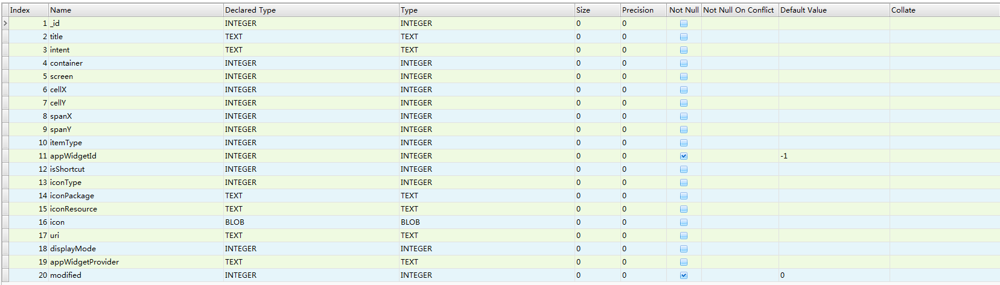 Index Name Declared Type Type Size Precision Not Null Not Null On Conflict Default Value Collate
1 _id INTEGER INTEGER 0 0
2 title TEXT TEXT 0 0
3 intent TEXT TEXT 0 0
4 container INTEGER INTEGER 0 0
5 screen INTEGER INTEGER 0 0
6 cellX INTEGER INTEGER 0 0
7 cellY INTEGER INTEGER 0 0
8 spanX INTEGER INTEGER 0 0
9 spanY INTEGER INTEGER 0 0
10 itemType INTEGER INTEGER 0 0
11 appWidgetId INTEGER INTEGER 0 0 -1
12 isShortcut INTEGER INTEGER 0 0
13 iconType INTEGER INTEGER 0 0
14 iconPackage TEXT TEXT 0 0
15 iconResource TEXT TEXT 0 0
16 icon BLOB BLOB 0 0
17 uri TEXT TEXT 0 0
18 displayMode INTEGER INTEGER 0 0
19 appWidgetProvider TEXT TEXT 0 0
20 modified INTEGER INTEGER 0 0 0